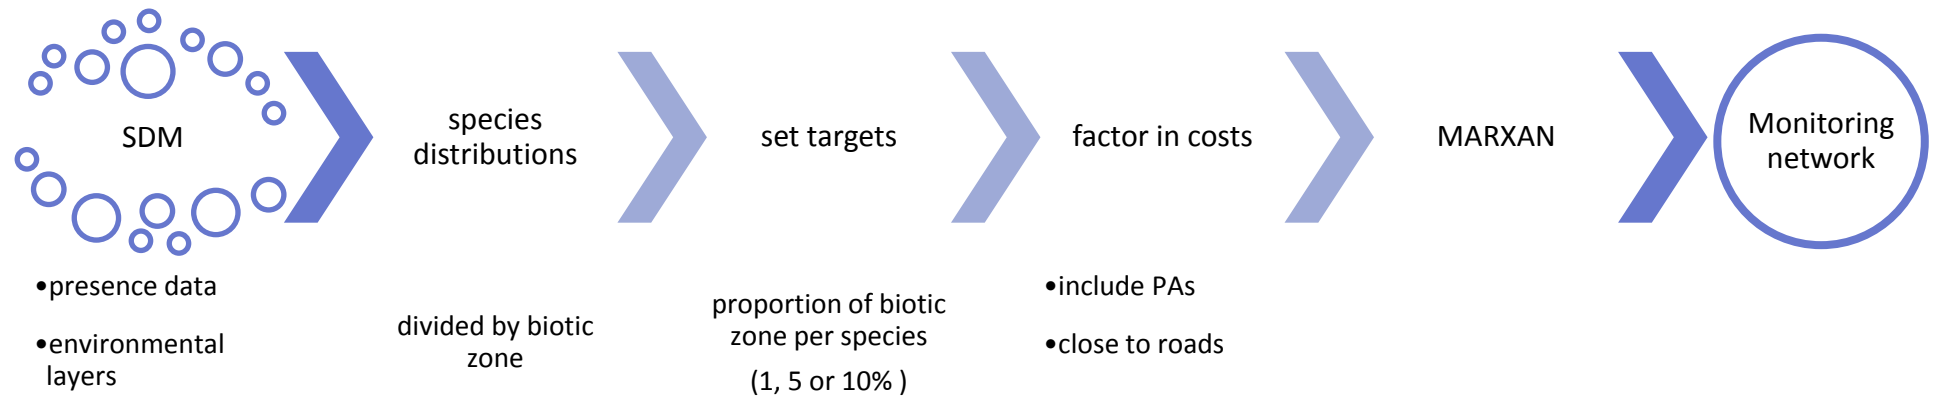 SDM
•presence data
•environmental
layers
species
distributions
divided by biotic
zone
set targets
proportion of biotic
zone per species
(1, 5 or 10% )
factor in costs
•include PAs
•close to roads
MARXAN
Monitoring
network